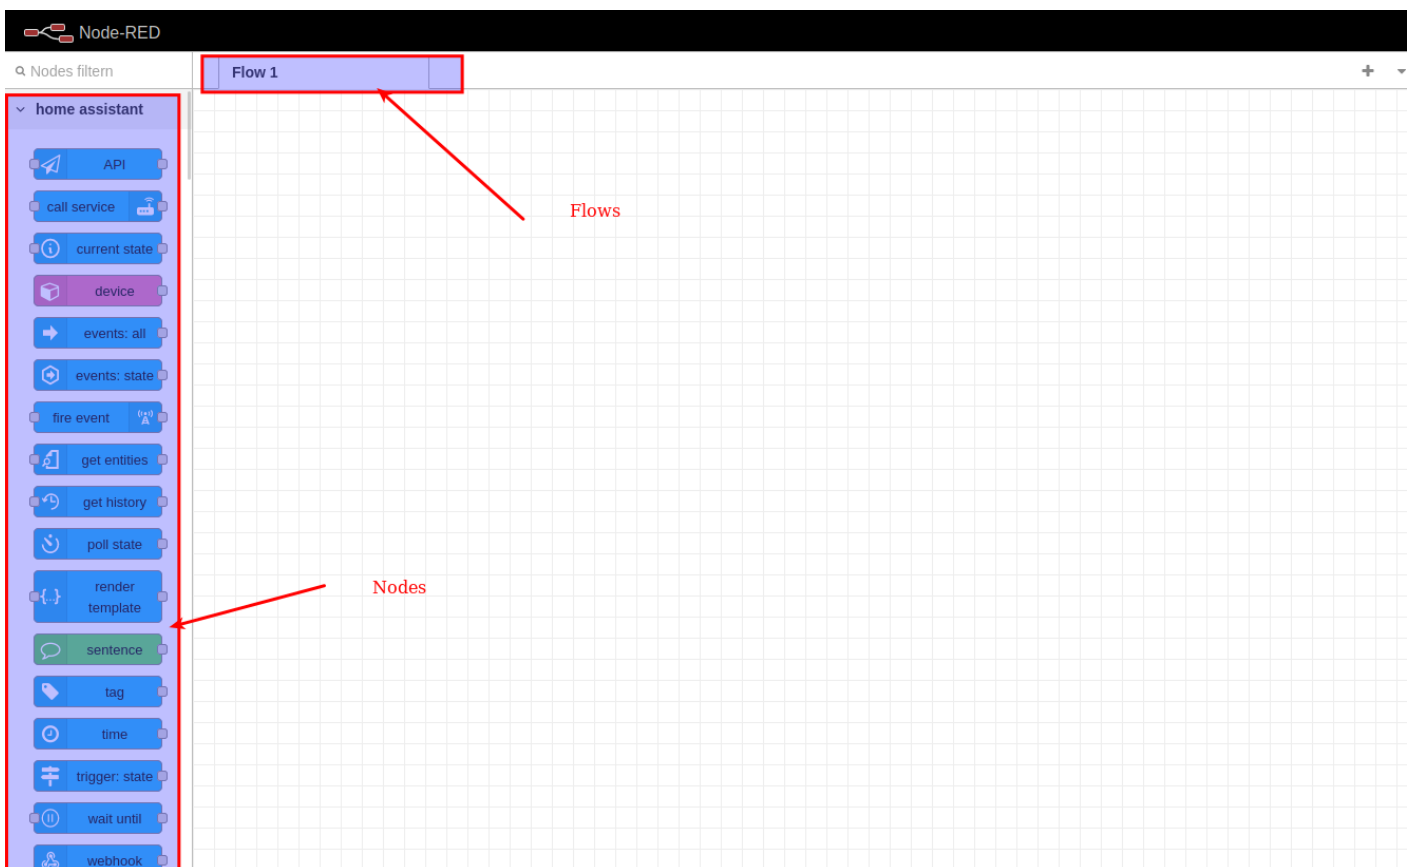 Node-RED
Nodes filtern
Flow 1
home assistant
API
call service
current state
device
events: all
events: state
fire event
get entities
get history
poll state
render
template
sentence
tag
time
trigger: state
wait until
webhook
Flows
Nodes